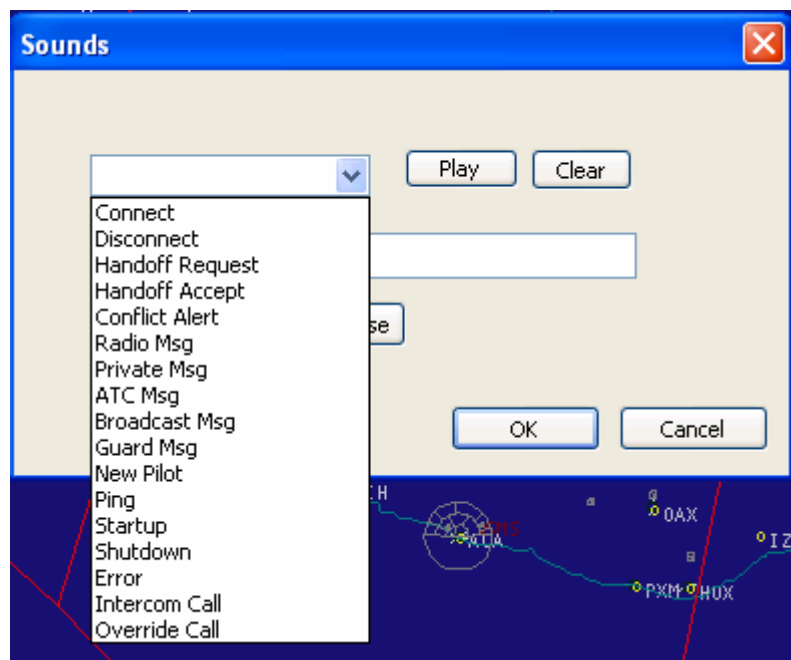 Sounds
Play
Clear
Connect
Disconnect
Handoff Request
Handoff Accept
Conflict Alert
Radio Msg
Private Msg
ATC Msg
Broadcast Msg
Guard Msg
New Pilot
Ping
Startup
Shutdown
Error
Intercom Call
Override Call
se
OK
Cancel
OAX
IZ
PXM
HUX